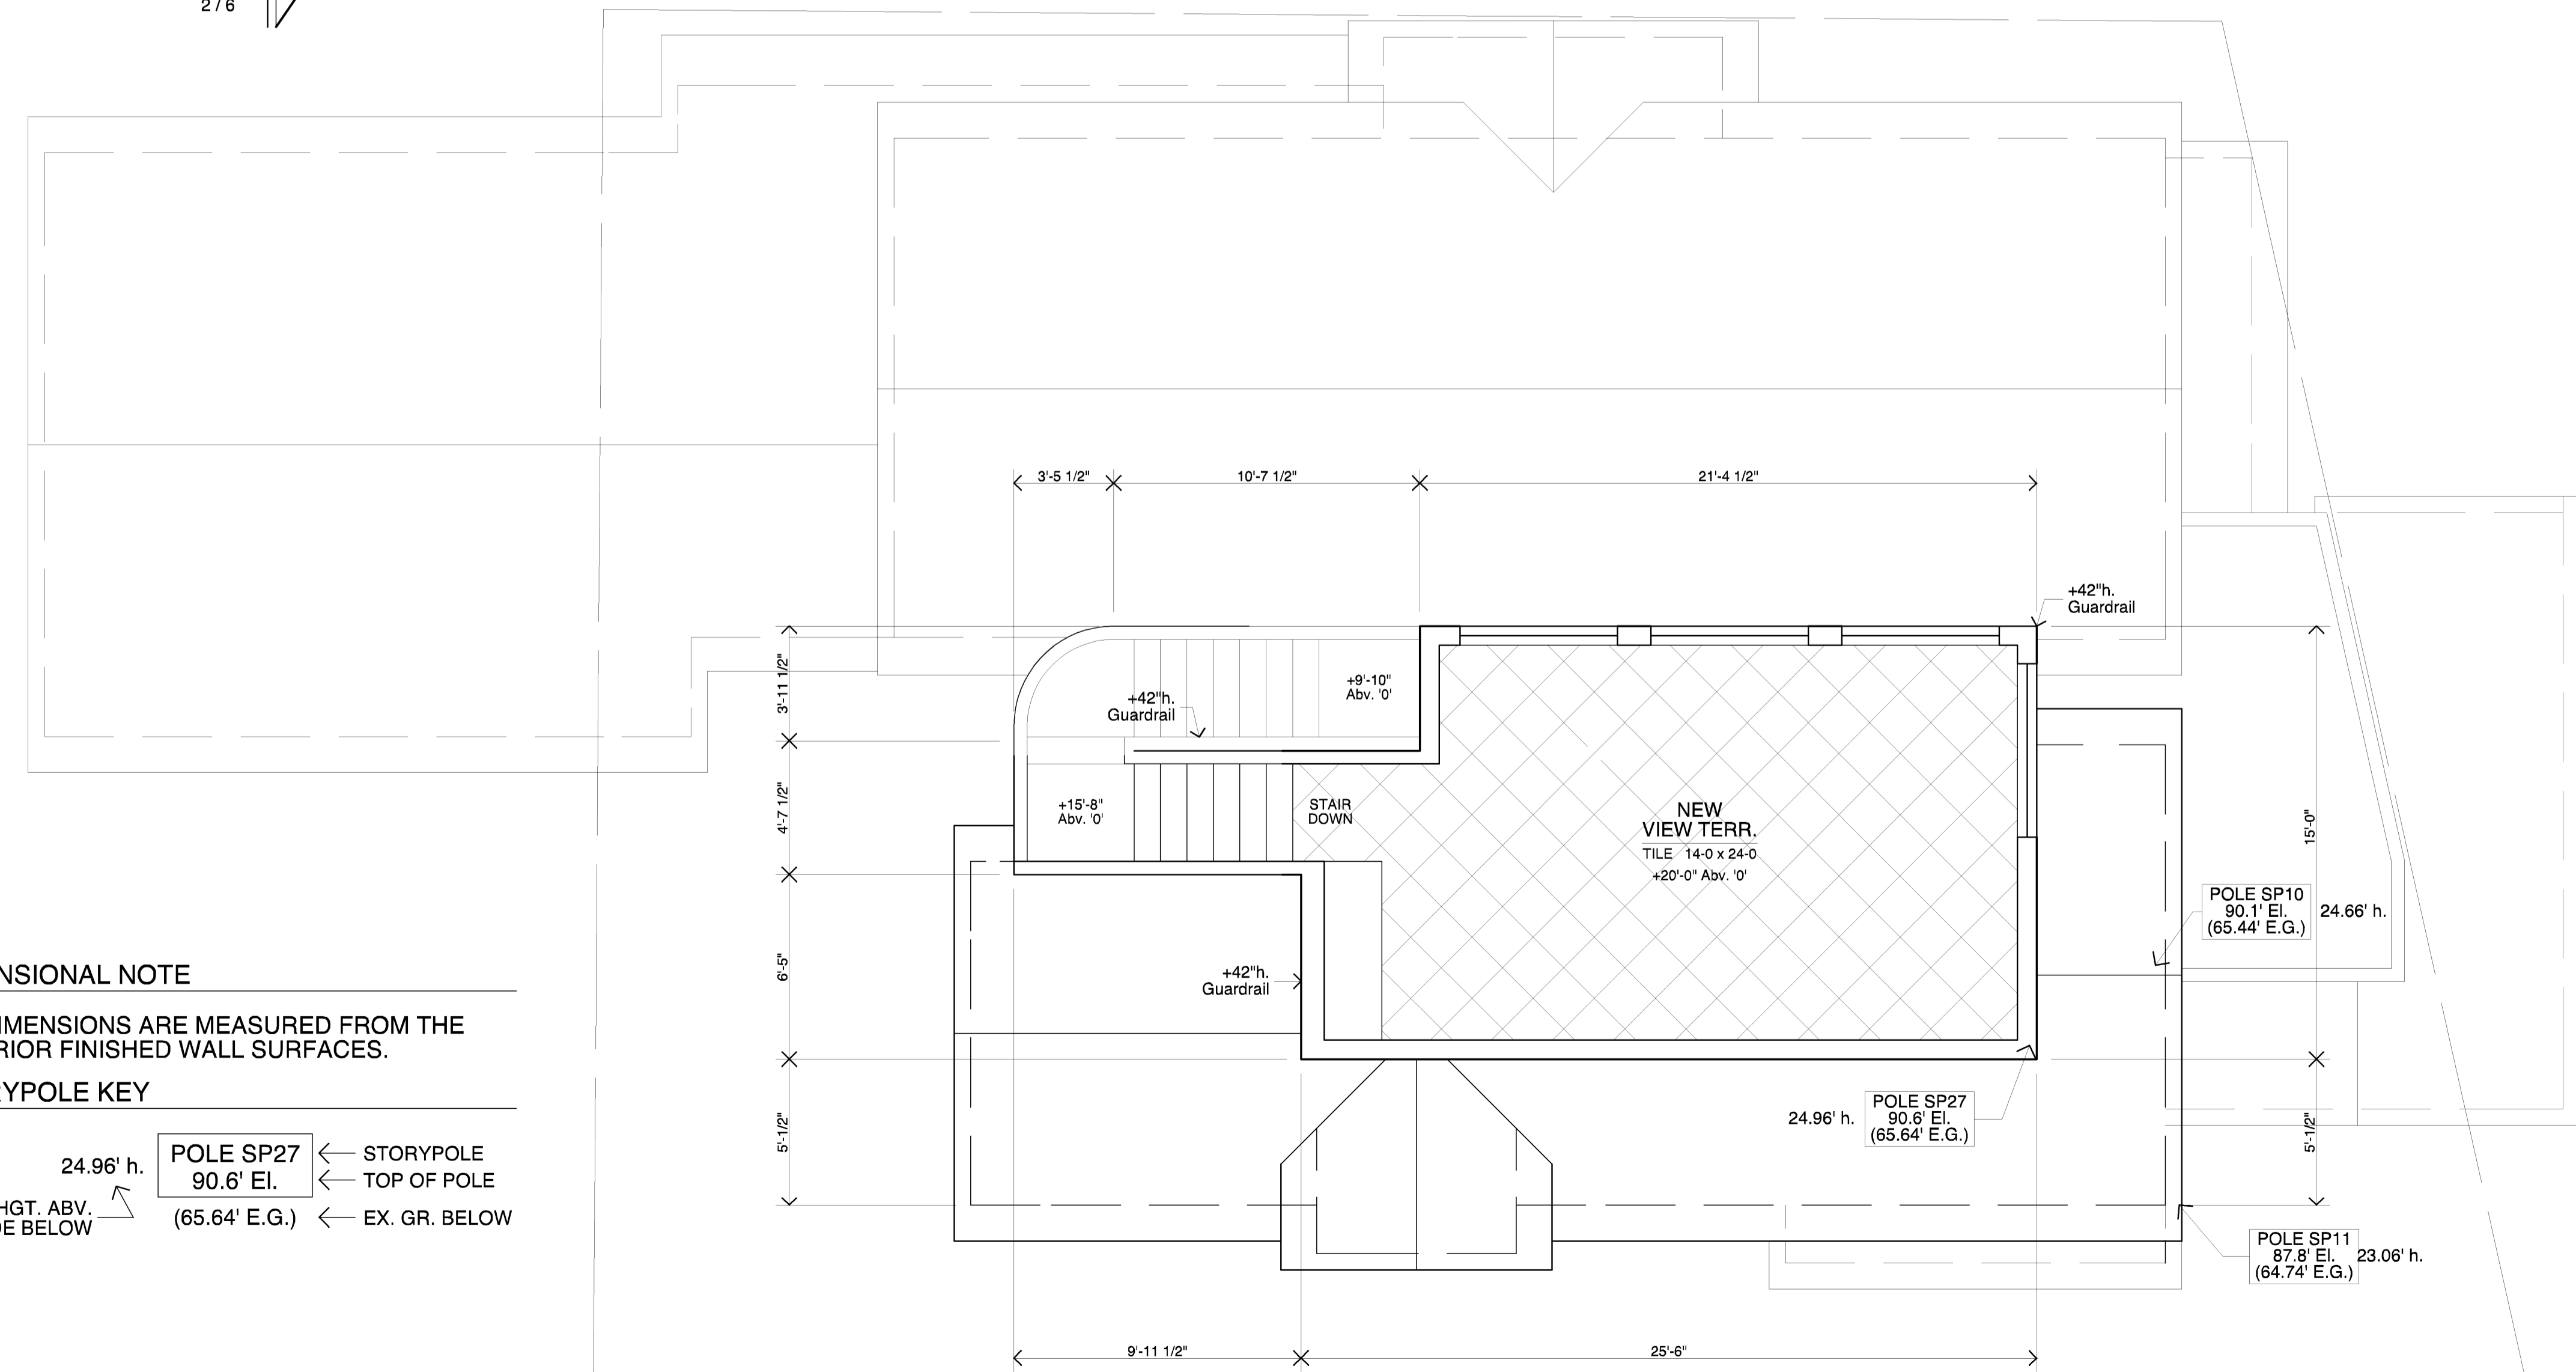 2 / 6
3'-5 1/2"
10'-7 1/2"
21'-4 1/2"
+42"h.
Guardrail
3'-11 1/2"
+9'-10"
Abv. '0'
+42"h.
Guardrail
4'-7 1/2"
+15'-8"
Abv. '0'
STAIR
DOWN
NEW
VIEW TERR.
TILE 14-0 x 24-0
+20'-0" Abv. '0'
15'-0"
POLE SP10
90.1' El.
(65.44' E.G.)
24.66' h.
6'-5"
+42"h.
Guardrail
NSIONAL NOTE
IMENSIONS ARE MEASURED FROM THE
RIOR FINISHED WALL SURFACES.
RYPOLE KEY
24.96' h.
POLE SP27
90.6' El.
(65.64' E.G.)
STORYPOLE
TOP OF POLE
EX. GR. BELOW
HGT. ABV.
DE BELOW
5'-1/2"
24.96' h.
POLE SP27
90.6' El.
(65.64' E.G.)
5'-1/2"
POLE SP11
87.8' El.
(64.74' E.G.)
23.06' h.
9'-11 1/2"
25'-6"